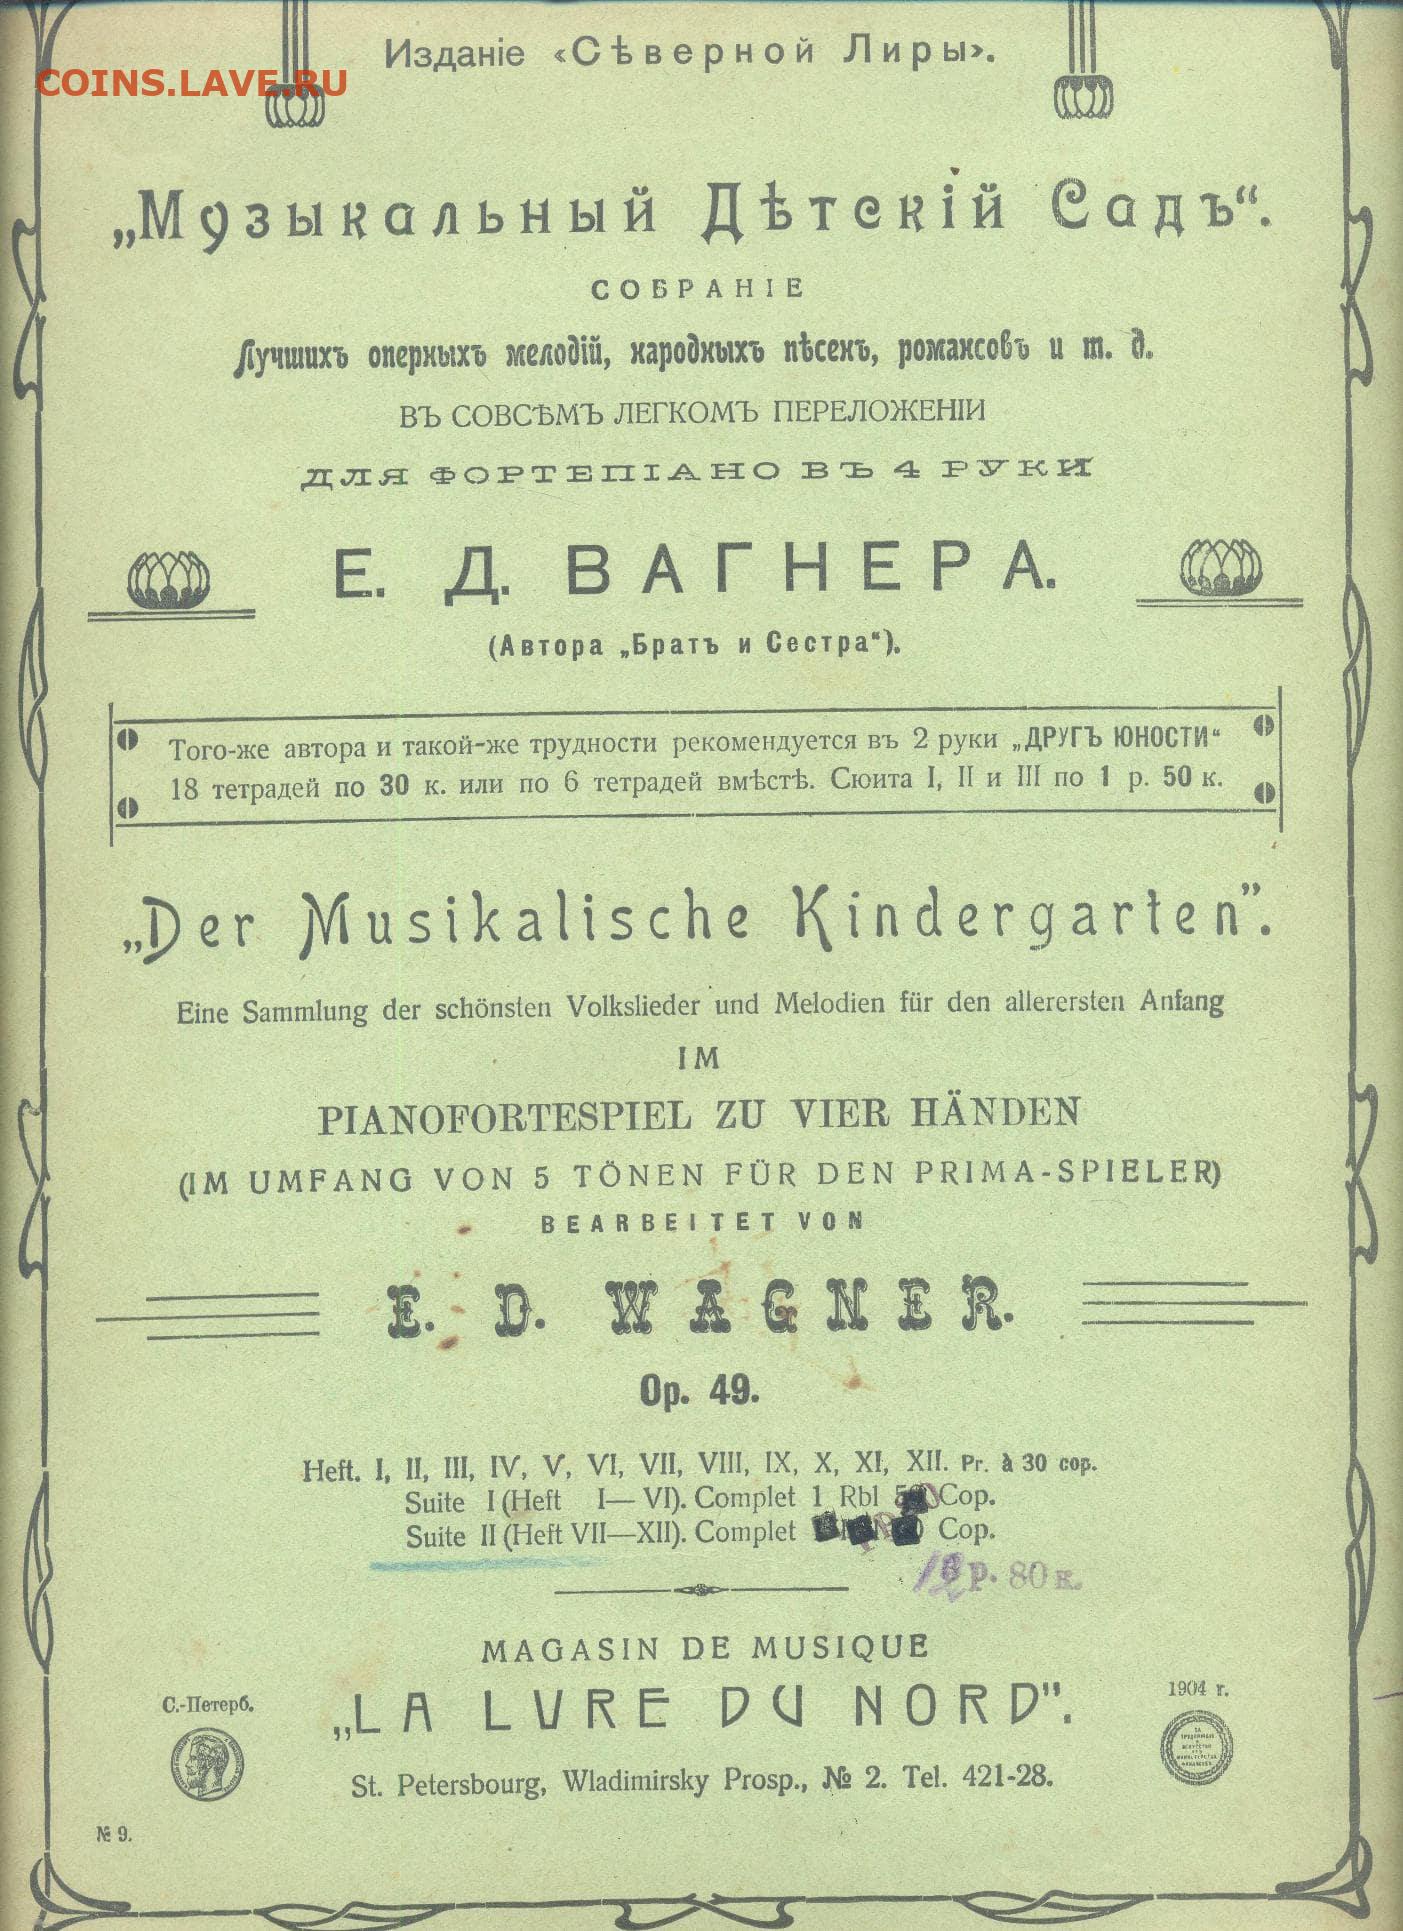 Изданіе «Сѣверной Лиры».
COINS.LAVE.RU
„Музыкальный Дѣтскій Садъ“.
СОБРАНІЕ
Лучшихъ оперныхъ мелодій, народныхъ пѣсенъ, романсовъ и т. д.
ВЪ СОВСѢМЪ ЛЕГКОМЪ ПЕРЕЛОЖЕНІИ
ДЛЯ ФОРТЕПІАНО ВЪ 4 РУКИ
Е. Д. ВАГНЕРА.
(Автора „Братъ и Сестра“).
Того-же автора и такой-же трудности рекомендуется въ 2 руки „ДРУГЪ ЮНОСТИ“
18 тетрадей по 30 к. или по 6 тетрадей вмѣстѣ. Сюита I, II и III по 1 р. 50 к.
„Der Musikalische Kindergarten”.
Eine Sammlung der schönsten Volkslieder und Melodien für den allerersten Anfang
IM
PIANOFORTESPIEL ZU VIER HÄNDEN
(IM UMFANG VON 5 TÖNEN FÜR DEN PRIMA-SPIELER)
BEARBEITET VON
E. D. WAGNER.
Op. 49.
Heft. I, II, III, IV, V, VI, VII, VIII, IX, X, XI, XII. Pr. à 30 cop.
Suite I (Heft I—VI). Complet 1 Rbl Cop.
Suite II (Heft VII—XII). Complet Cop.
р. 80 к.
MAGASIN DE MUSIQUE
С.-Петерб.
„LA LYRE DU NORD”.
1904 г.
ЗА ТРУДОЛЮБІЕ И ИСКУССТВО
St. Petersbourg, Wladimirsky Prosp., № 2. Tel. 421-28.
№ 9.